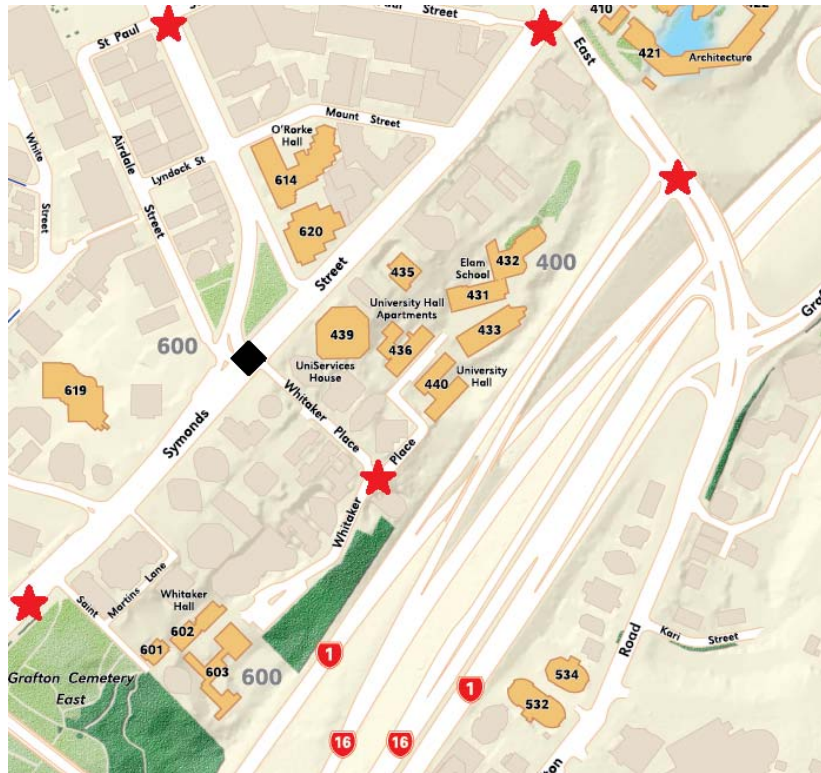 St Paul
S
ul
Street
410
422
421
Architecture
East
White
Street
Airdale
Street
Lyndock St
Mount Street
O'Rorke
Hall
614
620
Street
435
Elam
School
432
400
431
University Hall
Apartments
433
439
436
UniServices
House
440
University
Hall
600
619
Symonds
Whitaker Place
Place
Whitaker
Graf
Saint
Martins Lane
Whitaker
Hall
602
601
603
600
Grafton Cemetery
East
1
1
16
16
Road
Kari Street
534
532
on